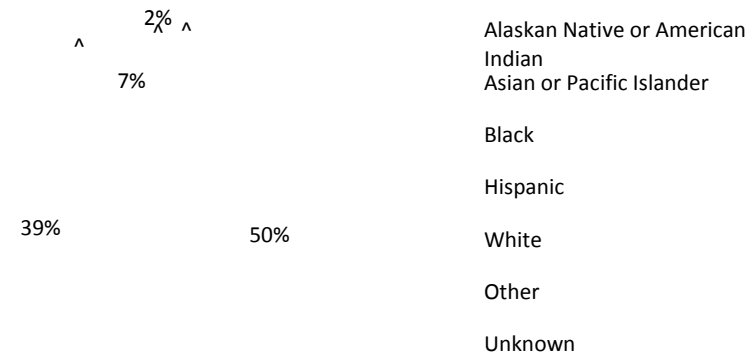 2%
^ ^ ^
7%
39%
50%
Alaskan Native or American
Indian
Asian or Pacific Islander
Black
Hispanic
White
Other
Unknown